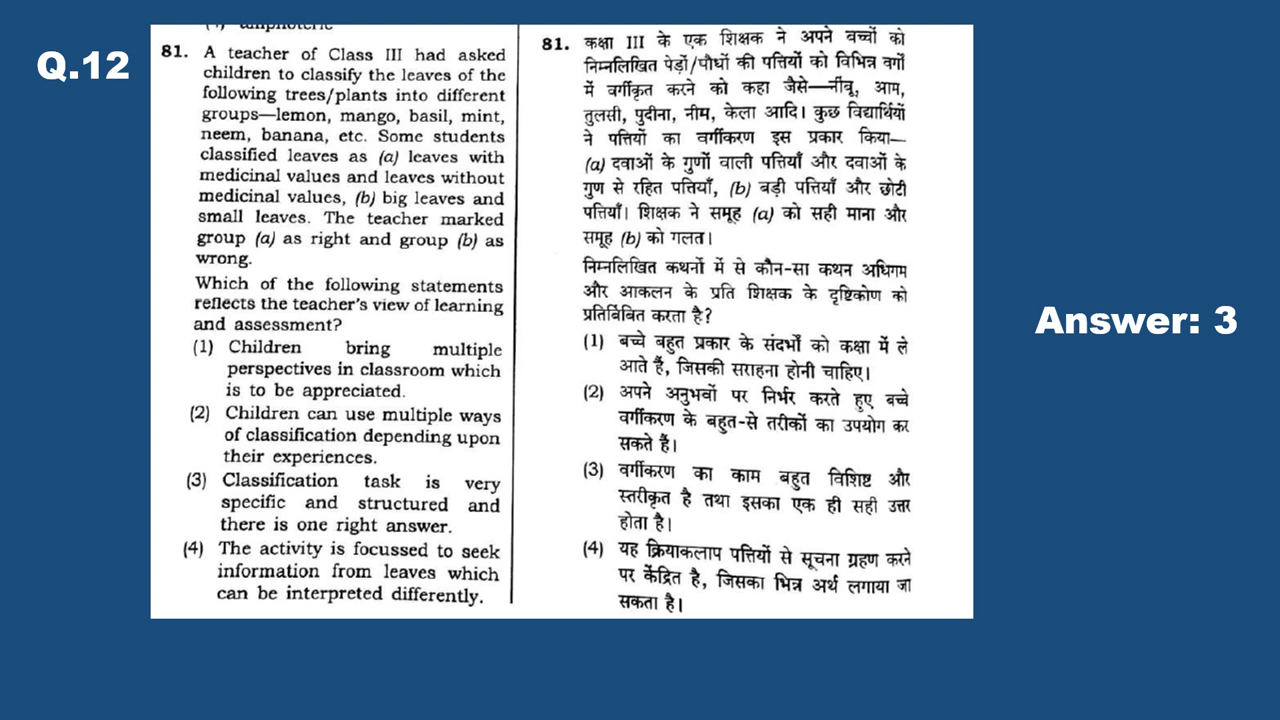 Q.12
(4) amphoteric
81. A teacher of Class III had asked
children to classify the leaves of the
following trees/plants into different
groups—lemon, mango, basil, mint,
neem, banana, etc. Some students
classified leaves as (a) leaves with
medicinal values and leaves without
medicinal values, (b) big leaves and
small leaves. The teacher marked
group (a) as right and group (b) as
wrong.
Which of the following statements
reflects the teacher's view of learning
and assessment?
(1) Children bring multiple
perspectives in classroom which
is to be appreciated.
(2) Children can use multiple ways
of classification depending upon
their experiences.
(3) Classification task is very
specific and structured and
there is one right answer.
(4) The activity is focussed to seek
information from leaves which
can be interpreted differently.
81. कक्षा III के एक शिक्षक ने अपने बच्चों को
निम्नलिखित पेड़ों/पौधों की पत्तियों को विभिन्न वर्गों
में वर्गीकृत करने को कहा जैसे—नींबू, आम,
तुलसी, पुदीना, नीम, केला आदि। कुछ विद्यार्थियों
ने पत्तियों का वर्गीकरण इस प्रकार किया—
(a) दवाओं के गुणों वाली पत्तियाँ और दवाओं के
गुण से रहित पत्तियाँ, (b) बड़ी पत्तियाँ और छोटी
पत्तियाँ। शिक्षक ने समूह (a) को सही माना और
समूह (b) को गलत।
निम्नलिखित कथनों में से कौन-सा कथन अधिगम
और आकलन के प्रति शिक्षक के दृष्टिकोण को
प्रतिबिंबित करता है?
(1) बच्चे बहुत प्रकार के संदर्भों को कक्षा में ले
आते हैं, जिसकी सराहना होनी चाहिए।
(2) अपने अनुभवों पर निर्भर करते हुए बच्चे
वर्गीकरण के बहुत-से तरीकों का उपयोग कर
सकते हैं।
(3) वर्गीकरण का काम बहुत विशिष्ट और
स्तरीकृत है तथा इसका एक ही सही उत्तर
होता है।
(4) यह क्रियाकलाप पत्तियों से सूचना ग्रहण करने
पर केंद्रित है, जिसका भिन्न अर्थ लगाया जा
सकता है।
Answer: 3